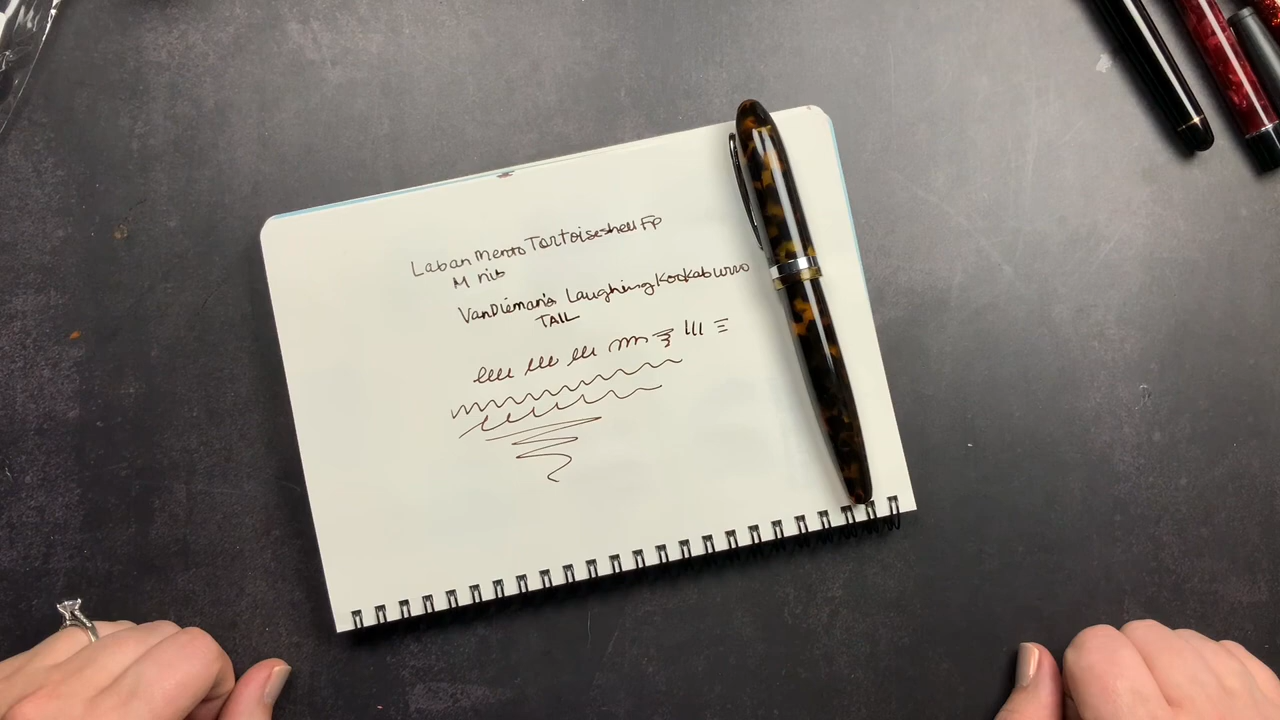 Laban Mento Tortoiseshell FP
M nib
VanDieman's Laughing Kookaburra
TAIL